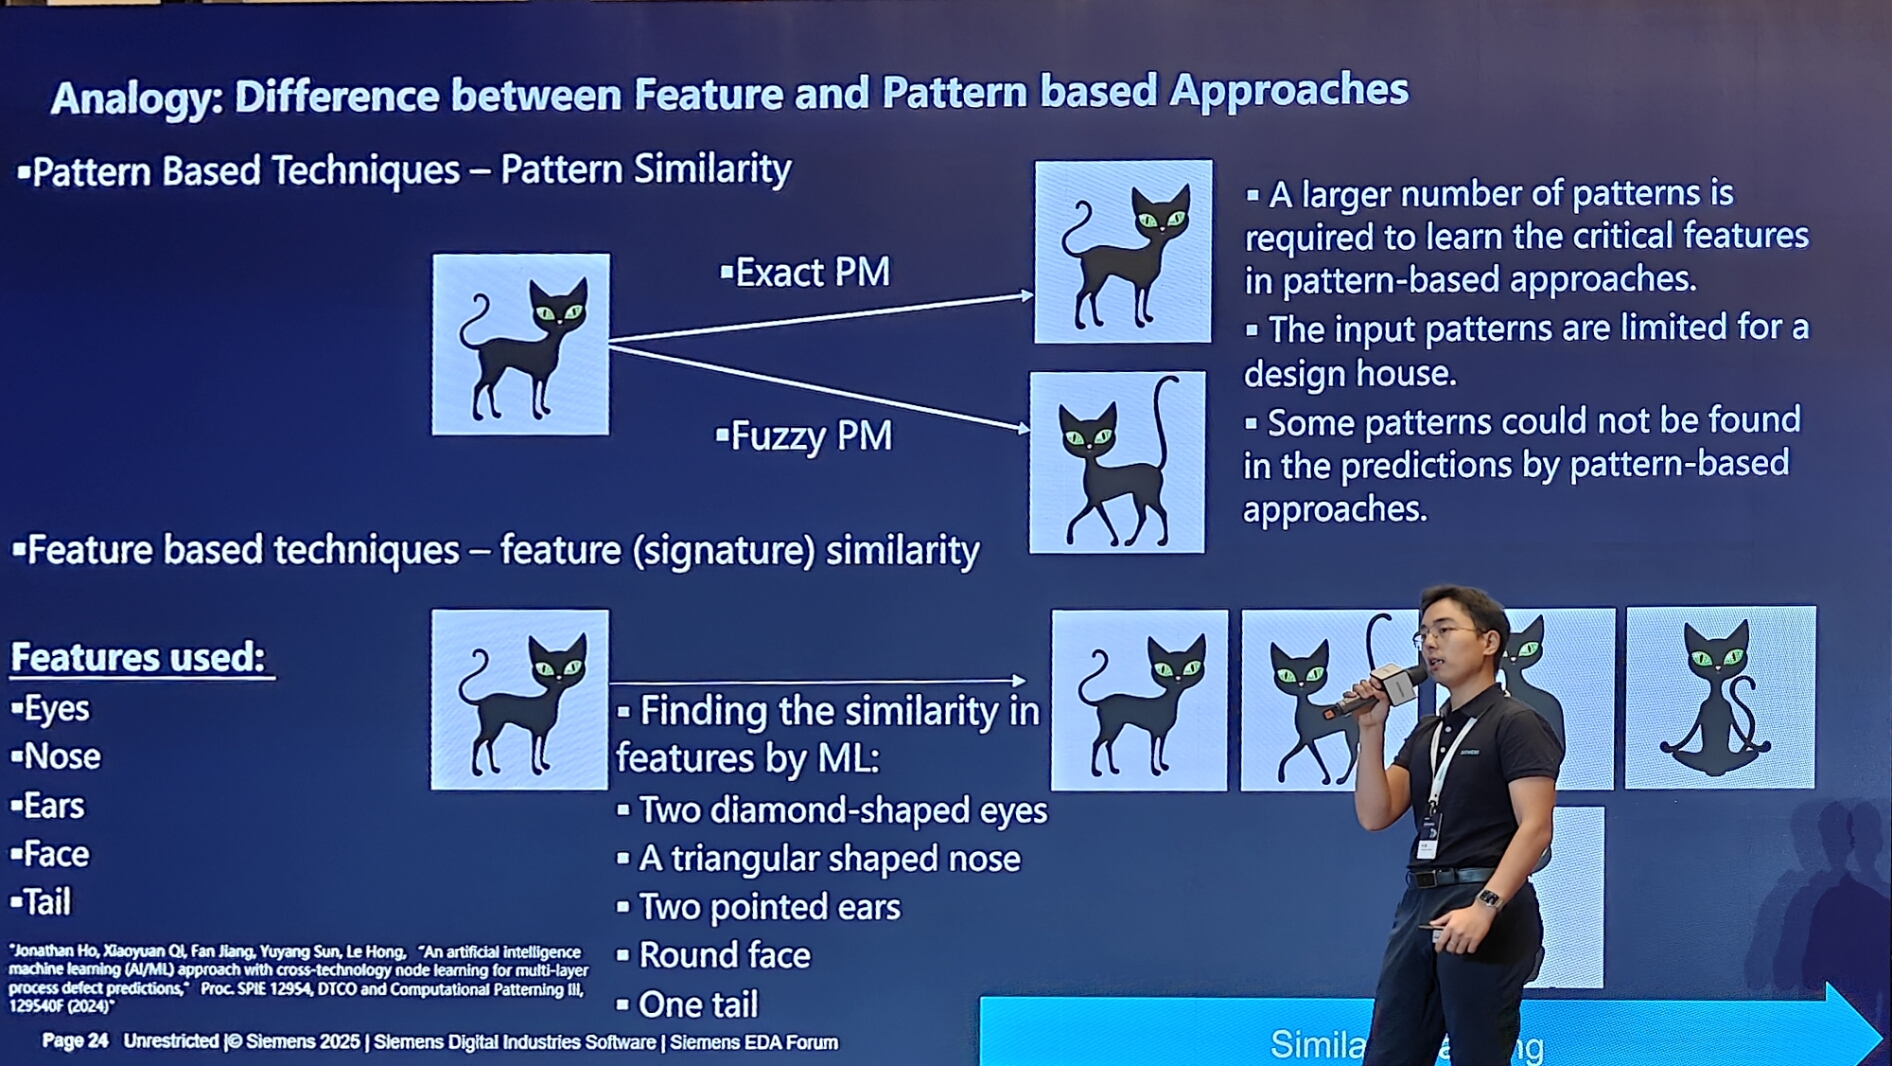 Analogy: Difference between Feature and Pattern based Approaches
▪Pattern Based Techniques – Pattern Similarity
▪Exact PM
▪Fuzzy PM
▪ A larger number of patterns is
required to learn the critical features
in pattern-based approaches.
▪ The input patterns are limited for a
design house.
▪ Some patterns could not be found
in the predictions by pattern-based
approaches.
▪Feature based techniques – feature (signature) similarity
Features used:
▪Eyes
▪Nose
▪Ears
▪Face
▪Tail
▪ Finding the similarity in
features by ML:
▪ Two diamond-shaped eyes
▪ A triangular shaped nose
▪ Two pointed ears
▪ Round face
▪ One tail
"Jonathan Ho, Xiaoyuan Qi, Fan Jiang, Yuyang Sun, Le Hong, "An artificial intelligence
machine learning (AI/ML) approach with cross-technology node learning for multi-layer
process defect predictions," Proc. SPIE 12954, DTCO and Computational Patterning III,
129540F (2024)"
Page 24 Unrestricted |© Siemens 2025 | Siemens Digital Industries Software | Siemens EDA Forum